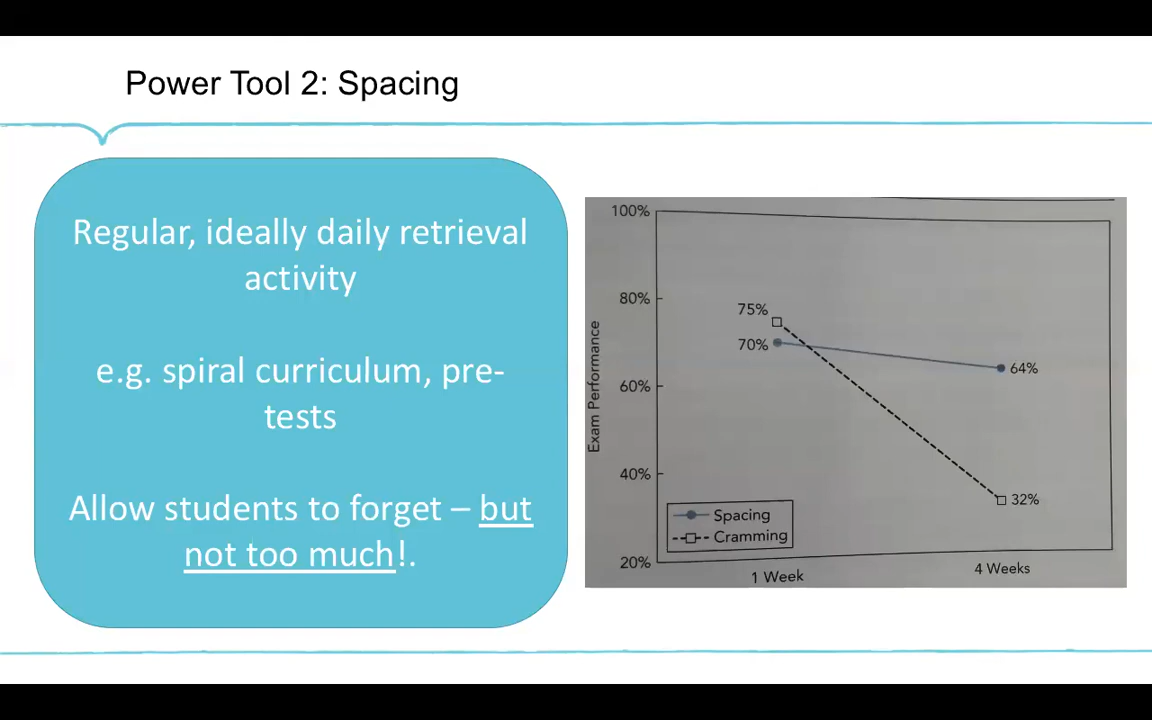 Power Tool 2: Spacing
Regular, ideally daily retrieval
activity
e.g. spiral curriculum, pre-
tests
Allow students to forget – but
not too much!.
100%
80%
60%
40%
20%
Exam Performance
75%
70%
64%
32%
Spacing
Cramming
1 Week
4 Weeks